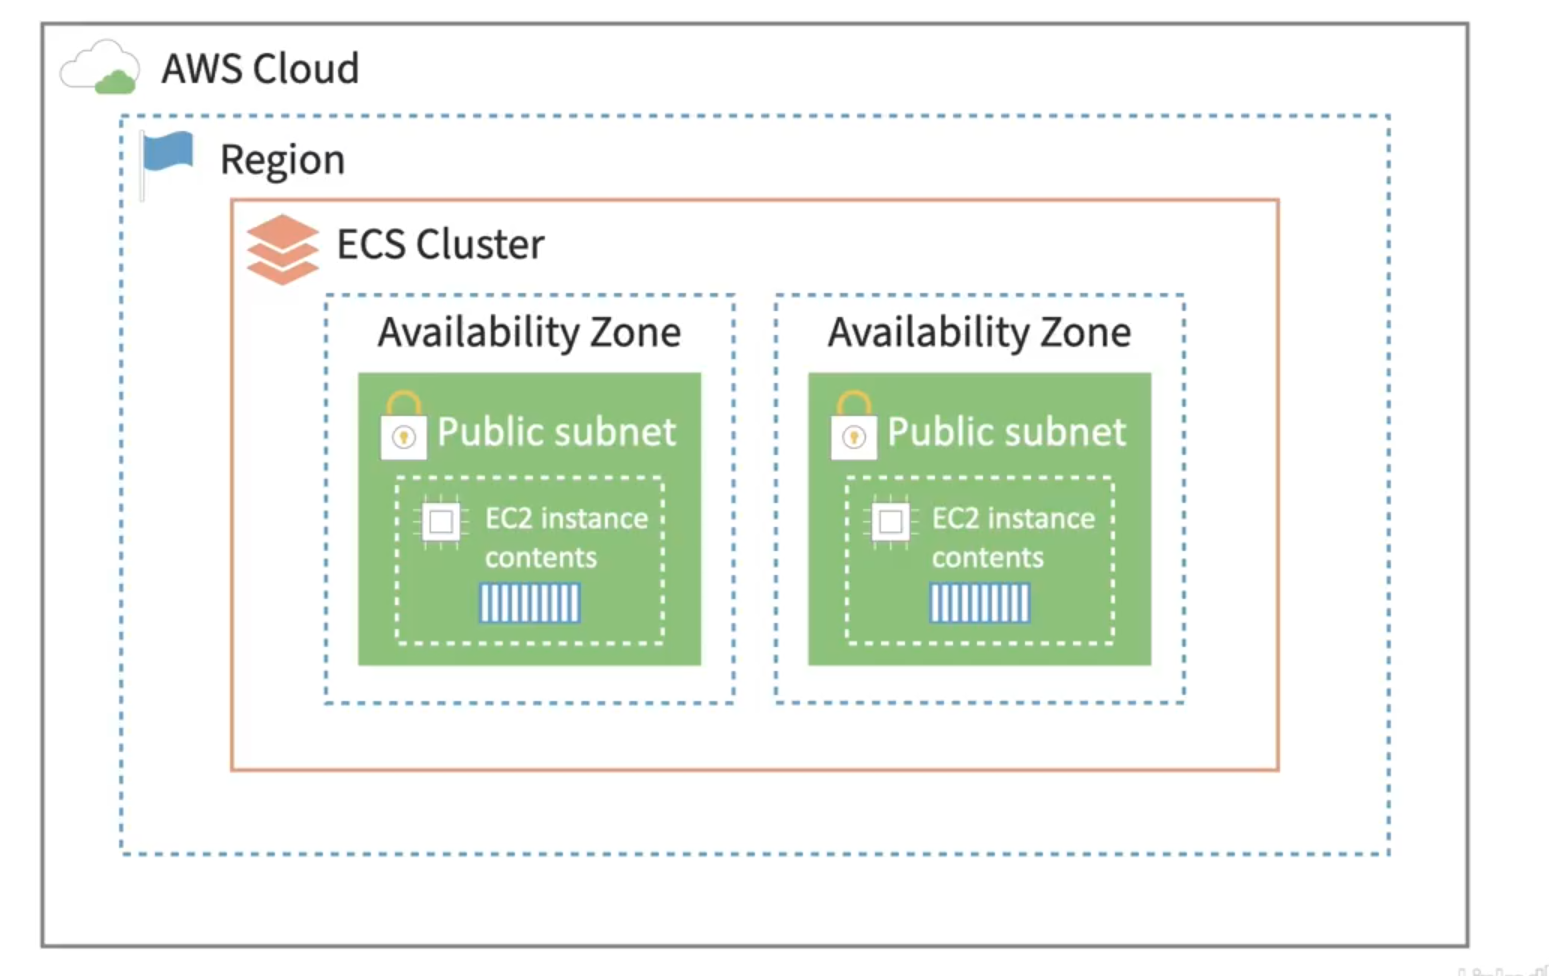 AWS Cloud
Region
ECS Cluster
Availability Zone
Public subnet
EC2 instance
contents
Availability Zone
Public subnet
EC2 instance
contents